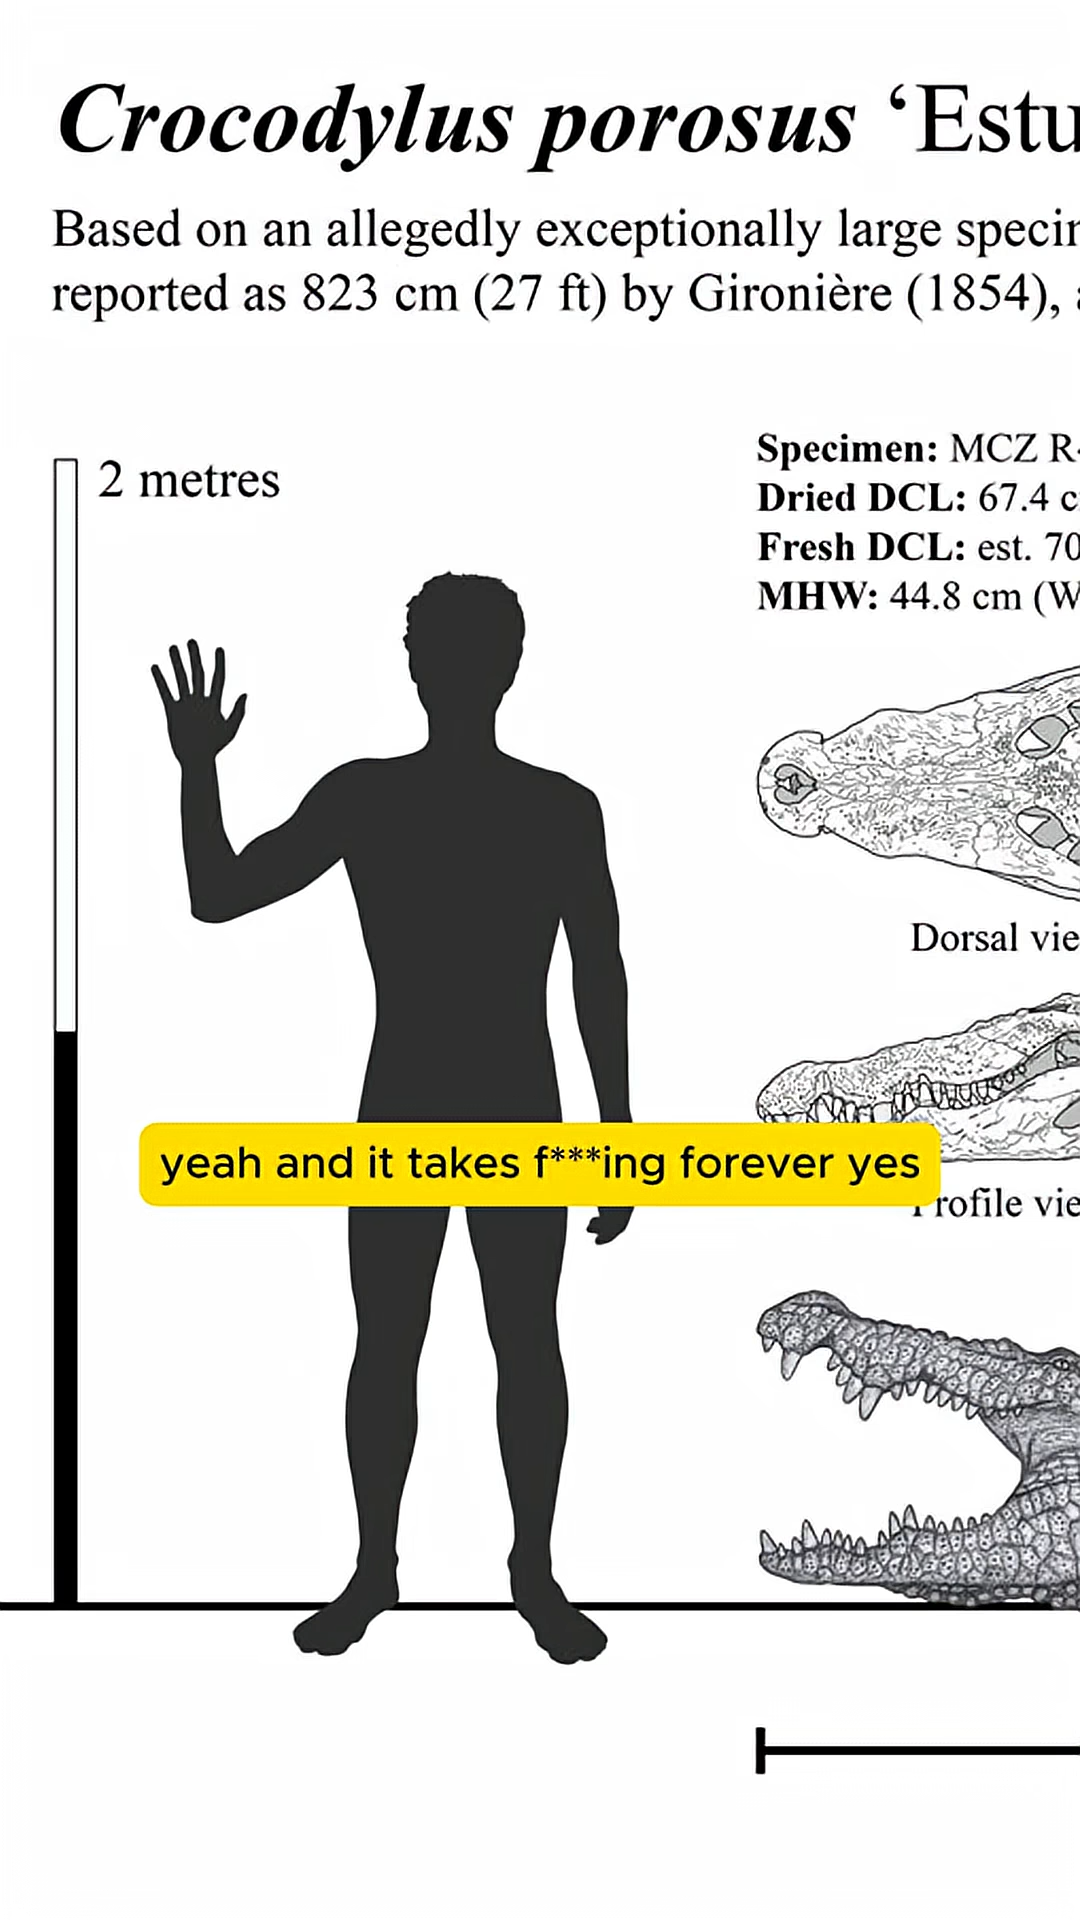 Crocodylus porosus ‘Estu
Based on an allegedly exceptionally large specim
reported as 823 cm (27 ft) by Gironière (1854), a
2 metres
Specimen: MCZ R-
Dried DCL: 67.4 c
Fresh DCL: est. 70
MHW: 44.8 cm (W
Dorsal vie
yeah and it takes f***ing forever yes
Profile vie